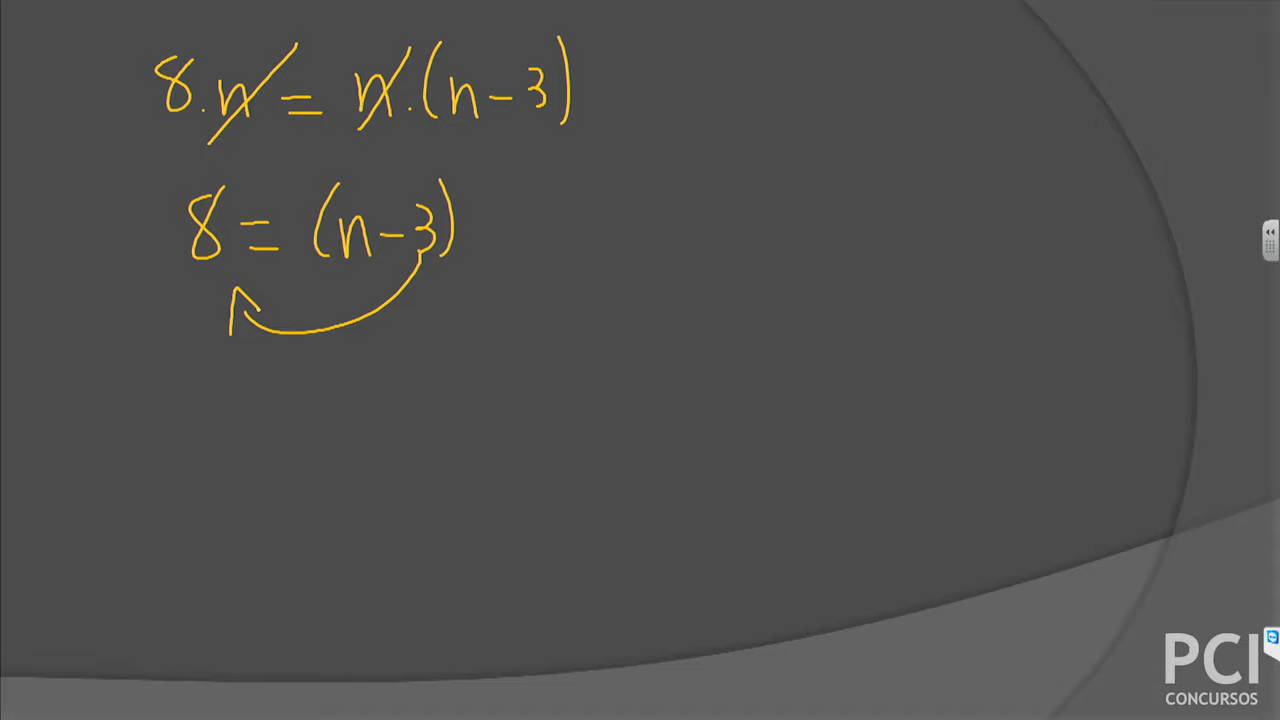 8.n = n.(n-3)
8 = (n-3)
PCI
CONCURSOS